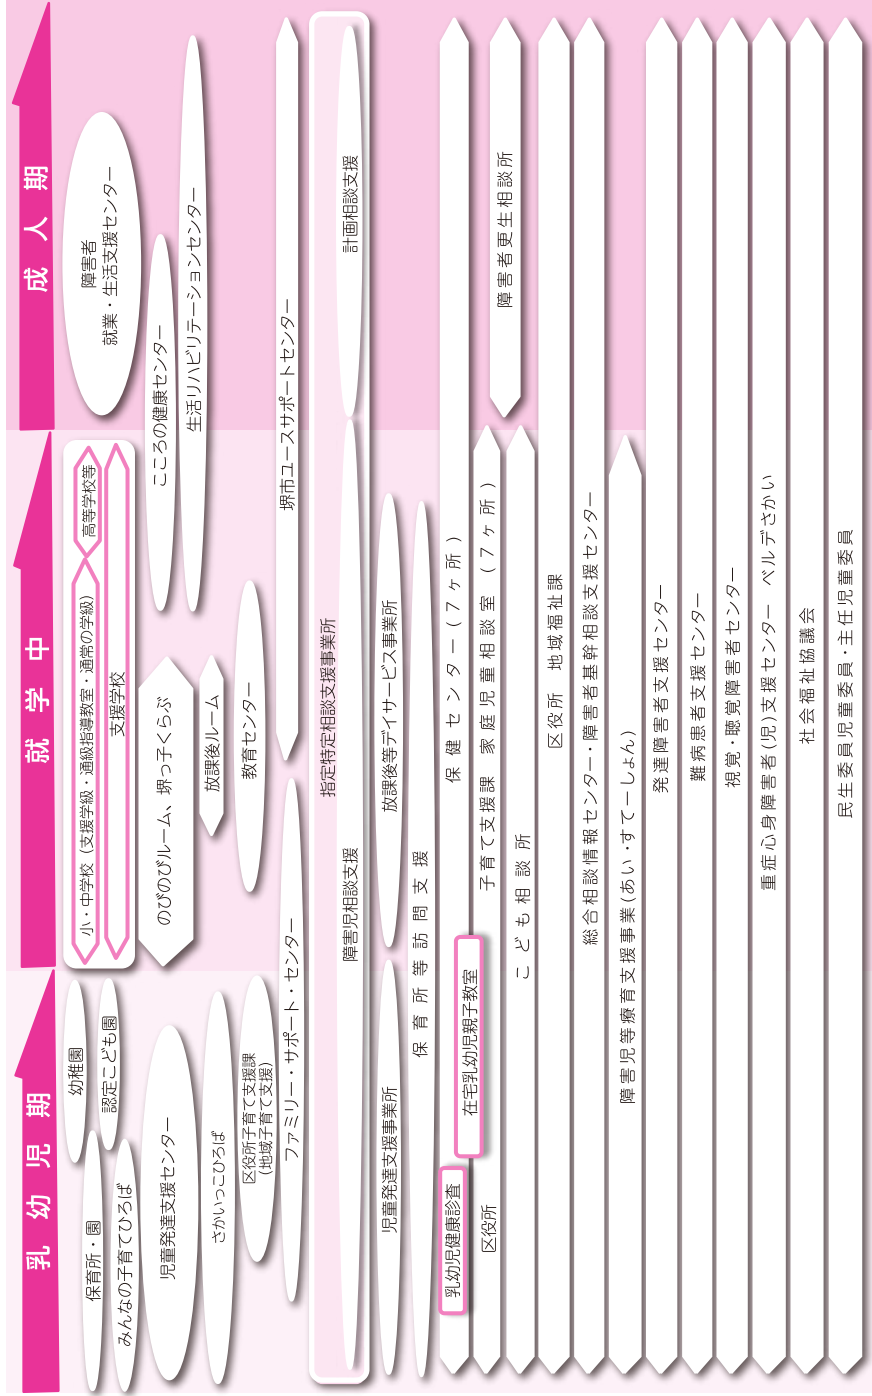 乳幼児期
就学中
成人期
幼稚園
認定こども園
保育所・園
みんなの子育てひろば
児童発達支援センター
さかいっこひろば
区役所子育て支援課
（地域子育て支援）
ファミリー・サポート・センター
小・中学校（支援学級・通級指導教室・通常の学級）
高等学校等
支援学校
のびのびルーム、堺っ子くらぶ
放課後ルーム
教育センター
障害者
就業・生活支援センター
こころの健康センター
生活リハビリテーションセンター
堺市ユースサポートセンター
指定特定相談支援事業所
障害児相談支援
計画相談支援
児童発達支援事業所
放課後等デイサービス事業所
保育所等訪問支援
乳幼児健康診査
保健センター（7ヶ所）
在宅乳幼児親子教室
区役所
子育て支援課　家庭児童相談室（7ヶ所）
こども相談所
障害者更生相談所
区役所　地域福祉課
総合相談情報センター・障害者基幹相談支援センター
障害児等療育支援事業（あい・すてーしょん）
発達障害者支援センター
難病患者支援センター
視覚・聴覚障害者センター
重症心身障害者（児）支援センター　ベルデさかい
社会福祉協議会
民生委員児童委員・主任児童委員